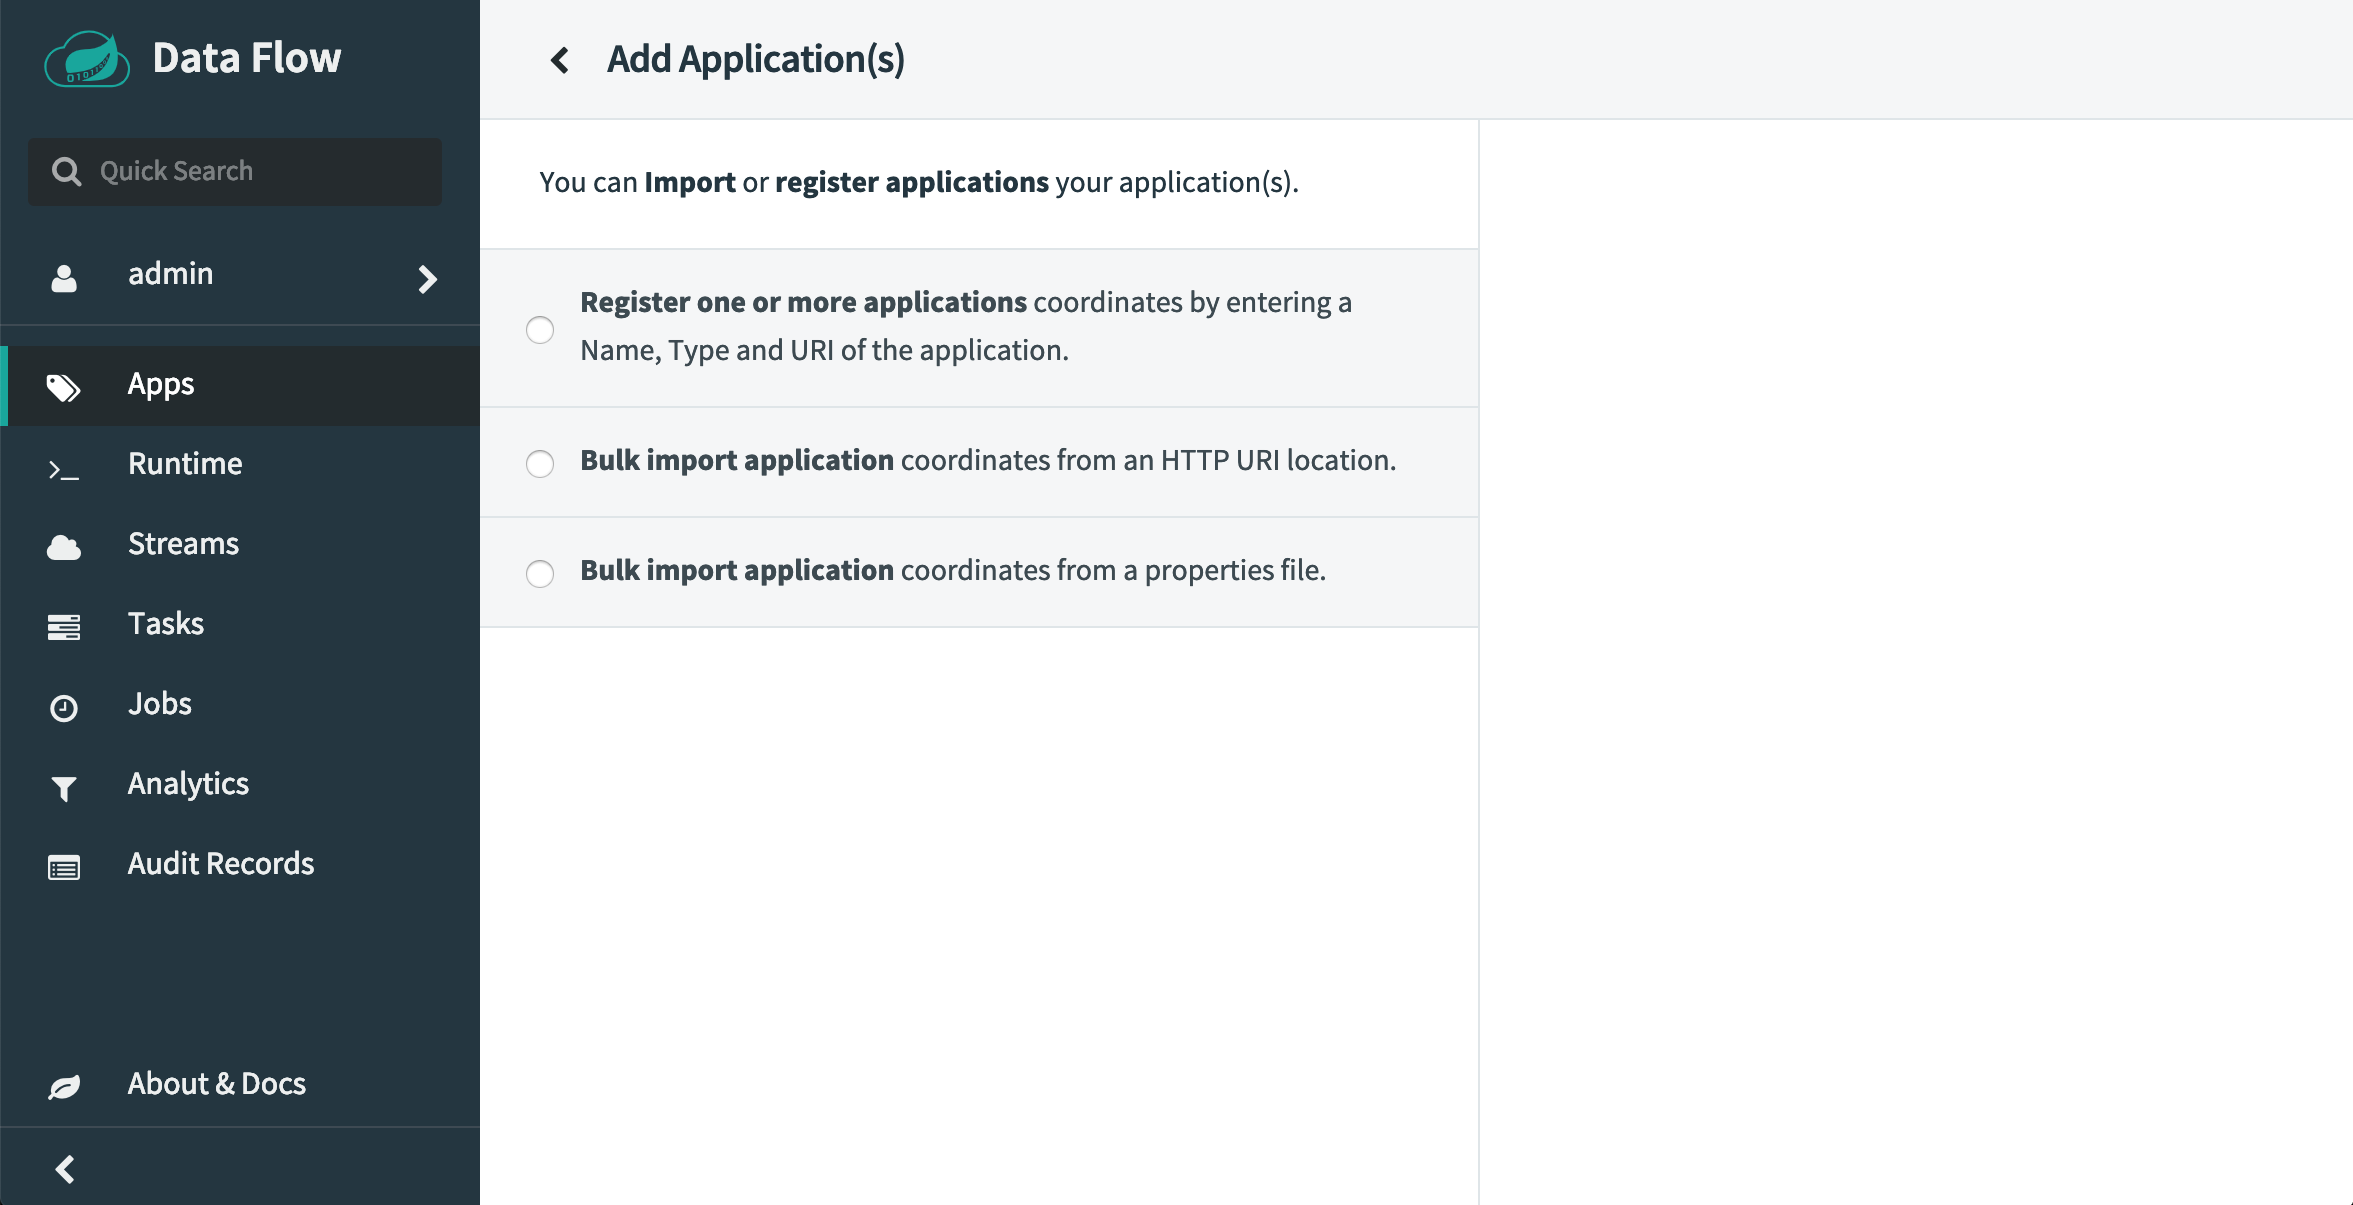 Data Flow
Quick Search
admin
Apps
Runtime
Streams
Tasks
Jobs
Analytics
Audit Records
About & Docs
Add Application(s)
You can Import or register applications your application(s).
Register one or more applications coordinates by entering a
Name, Type and URI of the application.
Bulk import application coordinates from an HTTP URI location.
Bulk import application coordinates from a properties file.